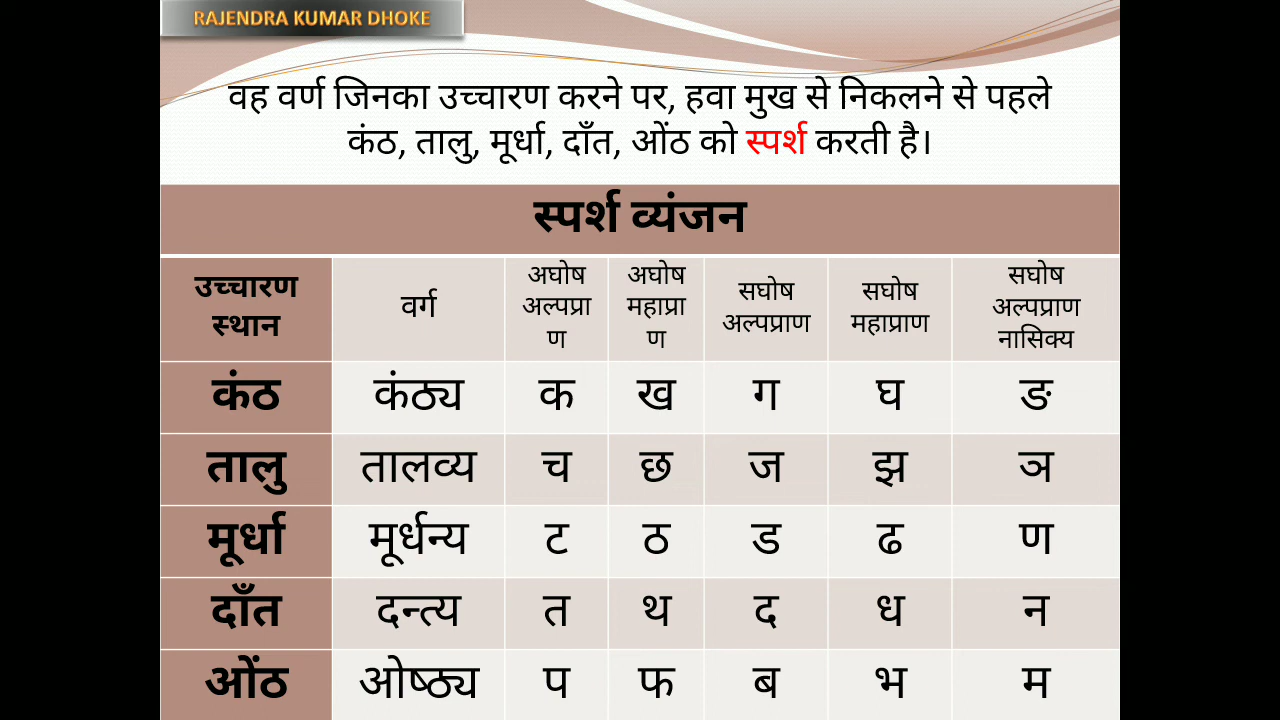 RAJENDRA KUMAR DHOKE
वह वर्ण जिनका उच्चारण करने पर, हवा मुख से निकलने से पहले
कंठ, तालु, मूर्धा, दाँत, ओंठ को स्पर्श करती है।
स्पर्श व्यंजन
उच्चारण स्थान वर्ग अघोष अल्पप्राण अघोष महाप्राण सघोष अल्पप्राण सघोष महाप्राण सघोष अल्पप्राण नासिक्य
कंठ कंठ्य क ख ग घ ङ
तालु तालव्य च छ ज झ ञ
मूर्धा मूर्धन्य ट ठ ड ढ ण
दाँत दन्त्य त थ द ध न
ओंठ ओष्ठ्य प फ ब भ म